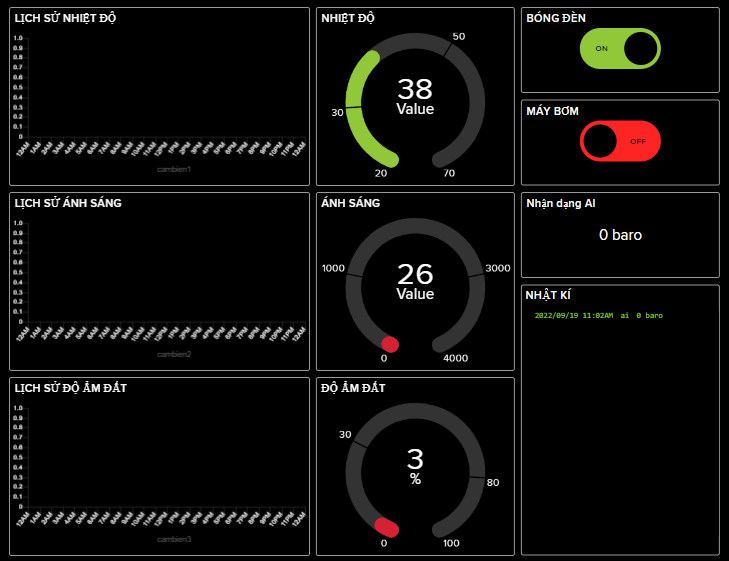 LỊCH SỬ NHIỆT ĐỘ
1.0
0.9
0.8
0.7
0.6
0.5
0.4
0.3
0.2
0.1
0
12AM 1AM 2AM 3AM 4AM 5AM 6AM 7AM 8AM 9AM 10AM 11AM 12PM 1PM 2PM 3PM 4PM 5PM 6PM 7PM 8PM 9PM 10PM 11PM 12AM
cambien1
NHIỆT ĐỘ
50
38
Value
30
20 70
BÓNG ĐÈN
ON
MÁY BƠM
OFF
LỊCH SỬ ÁNH SÁNG
1.0
0.9
0.8
0.7
0.6
0.5
0.4
0.3
0.2
0.1
0
12AM 1AM 2AM 3AM 4AM 5AM 6AM 7AM 8AM 9AM 10AM 11AM 12PM 1PM 2PM 3PM 4PM 5PM 6PM 7PM 8PM 9PM 10PM 11PM 12AM
cambien2
ÁNH SÁNG
1000 3000
26
Value
0 4000
Nhận dạng AI
0 baro
NHẬT KÍ
2022/09/19 11:02AM ai 0 baro
LỊCH SỬ ĐỘ ẨM ĐẤT
1.0
0.9
0.8
0.7
0.6
0.5
0.4
0.3
0.2
0.1
0
12AM 1AM 2AM 3AM 4AM 5AM 6AM 7AM 8AM 9AM 10AM 11AM 12PM 1PM 2PM 3PM 4PM 5PM 6PM 7PM 8PM 9PM 10PM 11PM 12AM
cambien3
ĐỘ ẨM ĐẤT
30
3
%
80
0 100